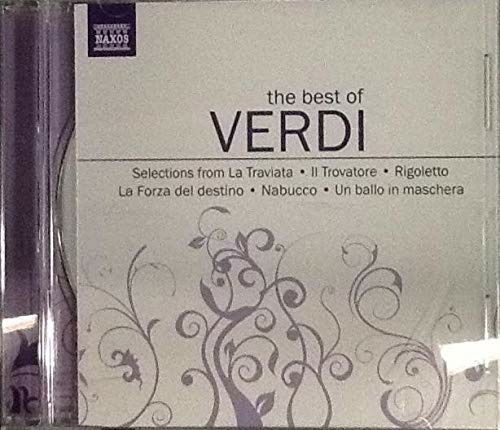 NAXOS
the best of
VERDI
Selections from La Traviata • Il Trovatore • Rigoletto
La Forza del destino • Nabucco • Un ballo in maschera